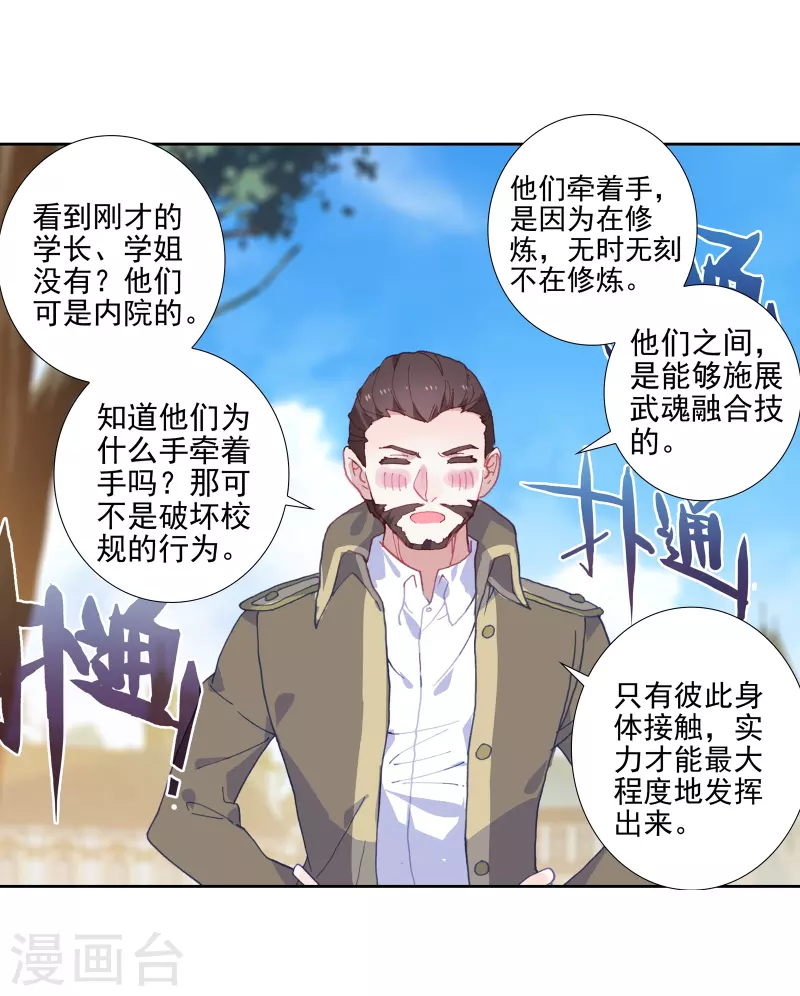 看到刚才的
学长、学姐
没有？他们
可是内院的。
知道他们为
什么手牵着
手吗？那可
不是破坏校
规的行为。
他们牵着手，
是因为在修
炼，无时无刻
不在修炼。
他们之间，
是能够施展
武魂融合技
的。
只有彼此身
体接触，实
力才能最大
程度地发挥
出来。
扑通
扑通！
通
漫画台